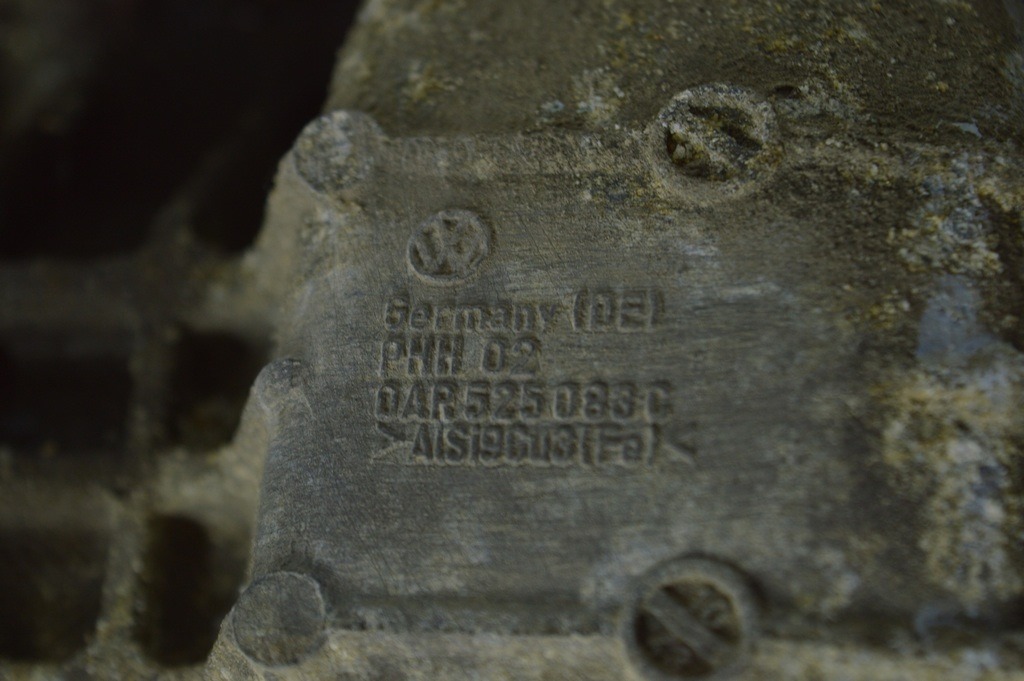 Germany (DE)
PHH 02
0AR 525 083 C
>AlSi9Cu3(Fe)<